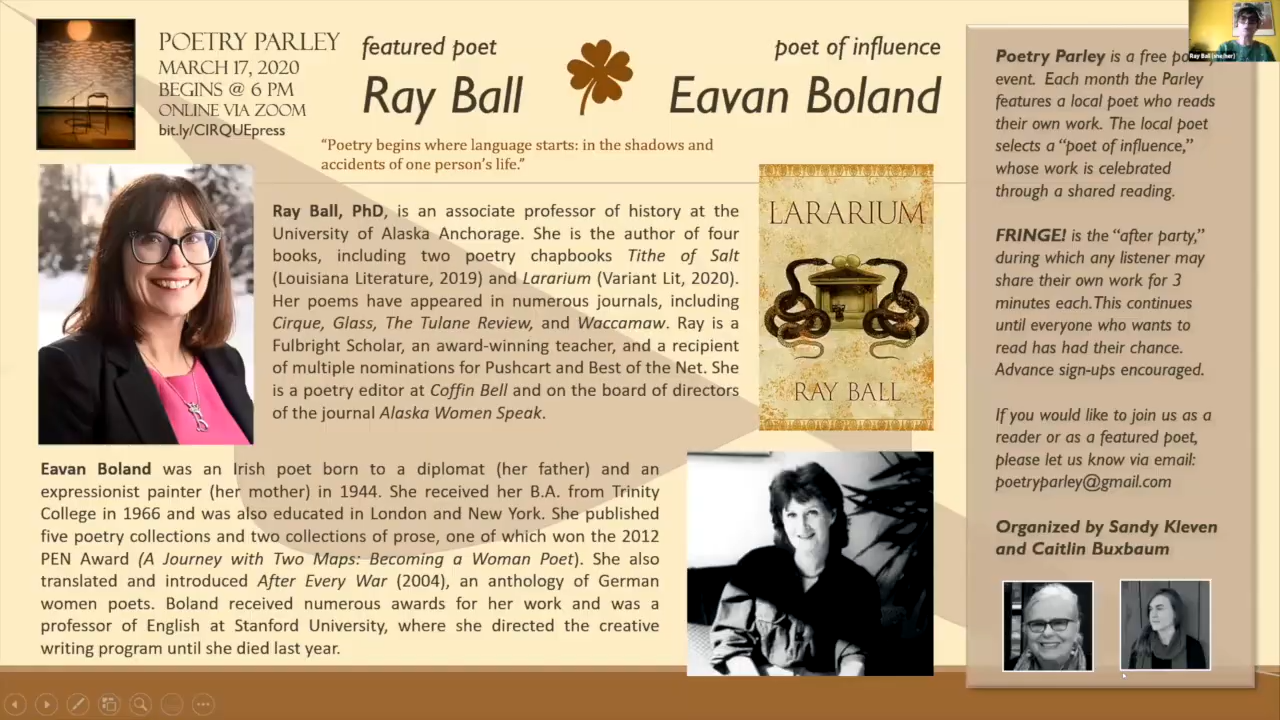 POETRY PARLEY
MARCH 17, 2020
BEGINS @ 6 PM
ONLINE VIA ZOOM
bit.ly/CIRQUEpress
featured poet
Ray Ball
poet of influence
Eavan Boland
“Poetry begins where language starts: in the shadows and
accidents of one person’s life.”
Ray Ball, PhD, is an associate professor of history at the
University of Alaska Anchorage. She is the author of four
books, including two poetry chapbooks Tithe of Salt
(Louisiana Literature, 2019) and Lararium (Variant Lit, 2020).
Her poems have appeared in numerous journals, including
Cirque, Glass, The Tulane Review, and Waccamaw. Ray is a
Fulbright Scholar, an award-winning teacher, and a recipient
of multiple nominations for Pushcart and Best of the Net. She
is a poetry editor at Coffin Bell and on the board of directors
of the journal Alaska Women Speak.
LARARIUM
RAY BALL
Eavan Boland was an Irish poet born to a diplomat (her father) and an
expressionist painter (her mother) in 1944. She received her B.A. from Trinity
College in 1966 and was also educated in London and New York. She published
five poetry collections and two collections of prose, one of which won the 2012
PEN Award (A Journey with Two Maps: Becoming a Woman Poet). She also
translated and introduced After Every War (2004), an anthology of German
women poets. Boland received numerous awards for her work and was a
professor of English at Stanford University, where she directed the creative
writing program until she died last year.
Poetry Parley is a free
event. Each month the Parley
features a local poet who reads
their own work. The local poet
selects a “poet of influence,”
whose work is celebrated
through a shared reading.
FRINGE! is the “after party,”
during which any listener may
share their own work for 3
minutes each.This continues
until everyone who wants to
read has had their chance.
Advance sign-ups encouraged.
If you would like to join us as a
reader or as a featured poet,
please let us know via email:
poetryparley@gmail.com
Organized by Sandy Kleven
and Caitlin Buxbaum
Ray Ball (she/her)